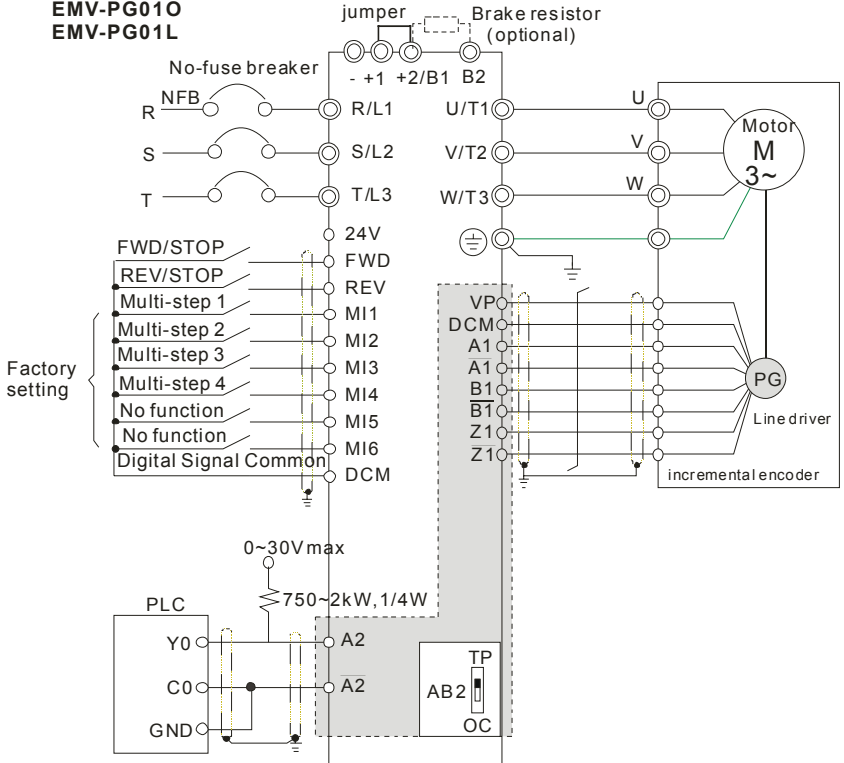 EMV-PG01O
EMV-PG01L
jumper
Brake resistor
(optional)
No-fuse breaker
- +1 +2/B1 B2
NFB
R R/L1 U/T1 U
S S/L2 V/T2 V
T T/L3 W/T3 W
Motor
M
3~
24V
FWD/STOP FWD
REV/STOP REV
Multi-step 1 MI1
Multi-step 2 MI2
Multi-step 3 MI3
Multi-step 4 MI4
No function MI5
No function MI6
Digital Signal Common DCM
Factory
setting
VP
DCM
A1
A1
B1
B1
Z1
Z1
PG
Line driver
incremental encoder
0~30Vmax
750~2kW,1/4W
PLC
Y0 A2
C0 A2
GND
TP
AB2
OC